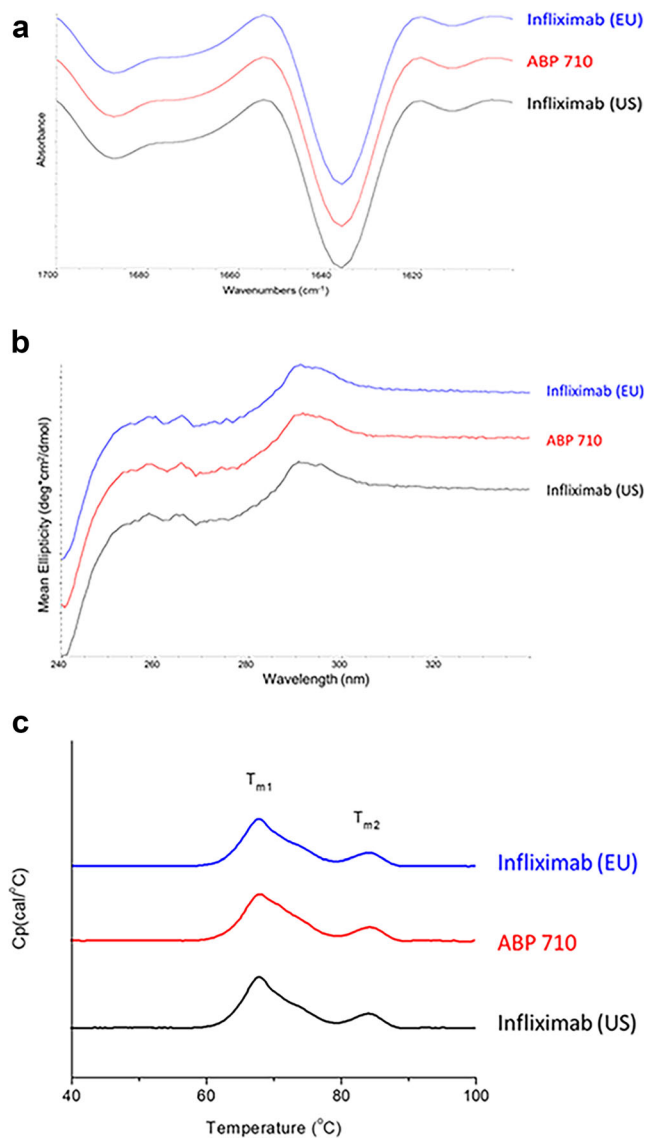 a
Infliximab (EU)
ABP 710
Infliximab (US)
Absorbance
1700 1680 1660 1640 1620
Wavenumbers (cm⁻¹)
b
Infliximab (EU)
ABP 710
Infliximab (US)
Mean Ellipticity (deg*cm²/dmol)
240 260 280 300 320
Wavelength (nm)
c
Tm1
Tm2
Infliximab (EU)
ABP 710
Infliximab (US)
Cp(cal/°C)
40 60 80 100
Temperature (°C)